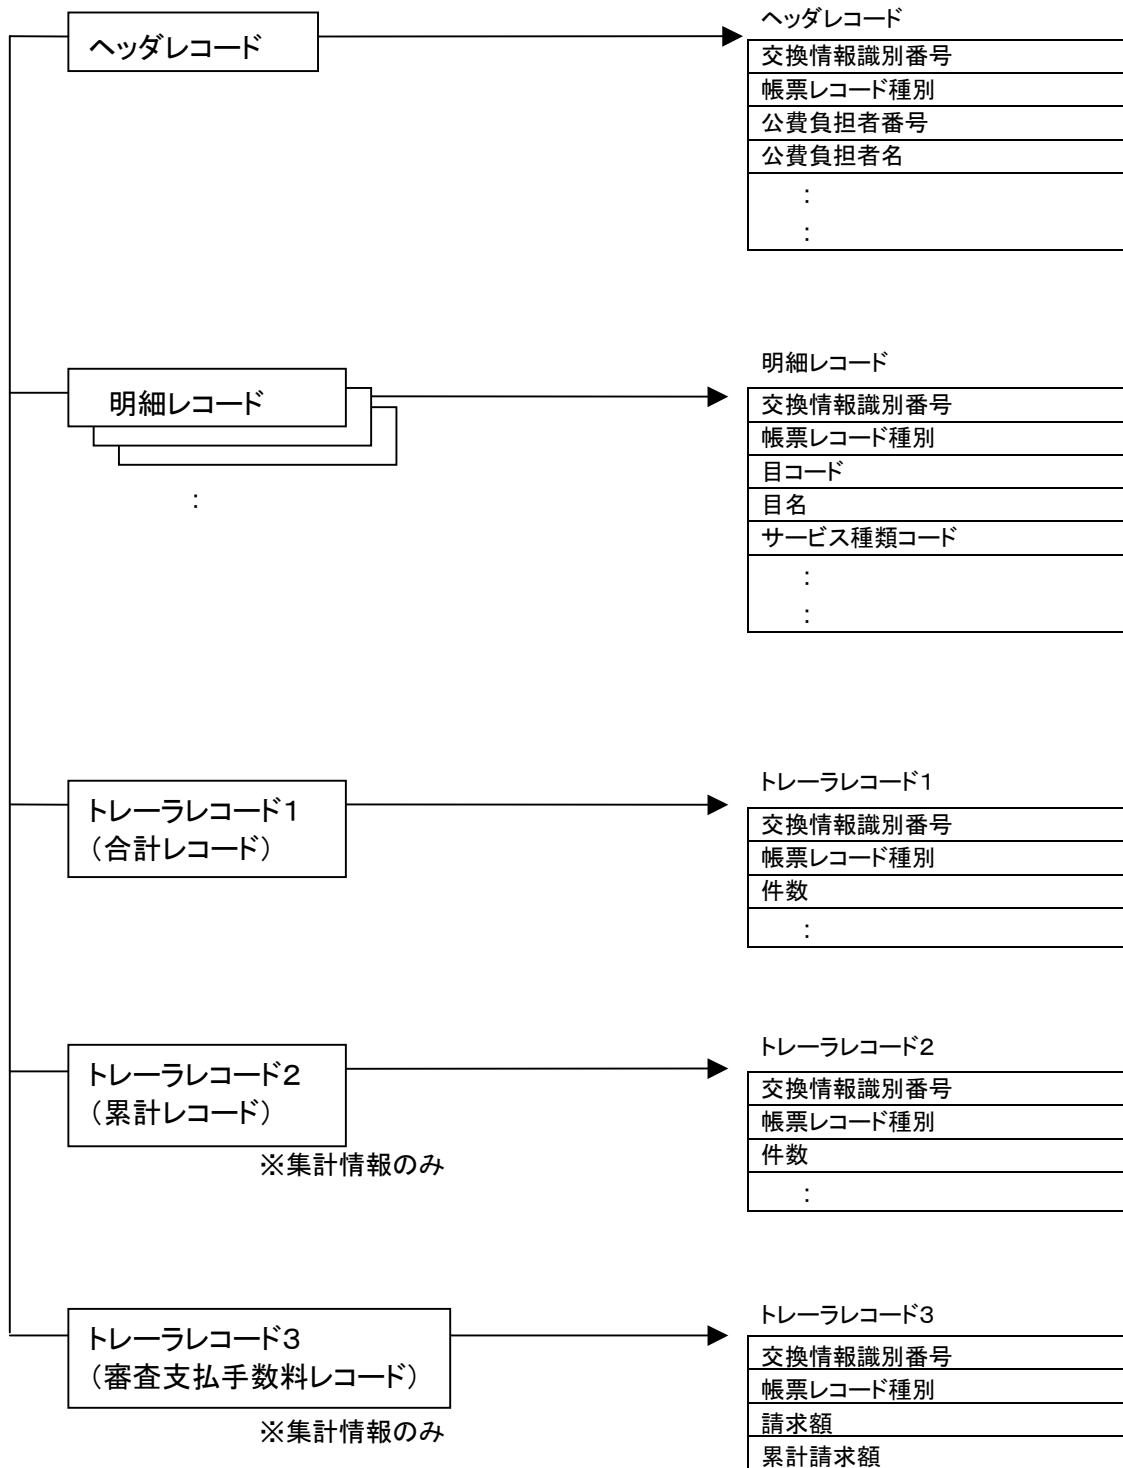 ヘッダレコード
ヘッダレコード
交換情報識別番号
帳票レコード種別
公費負担者番号
公費負担者名
:
:
明細レコード
:
明細レコード
交換情報識別番号
帳票レコード種別
目コード
目名
サービス種類コード
:
:
トレーラレコード1
(合計レコード)
トレーラレコード1
交換情報識別番号
帳票レコード種別
件数
:
トレーラレコード2
(累計レコード)
※集計情報のみ
トレーラレコード2
交換情報識別番号
帳票レコード種別
件数
:
トレーラレコード3
(審査支払手数料レコード)
※集計情報のみ
トレーラレコード3
交換情報識別番号
帳票レコード種別
請求額
累計請求額